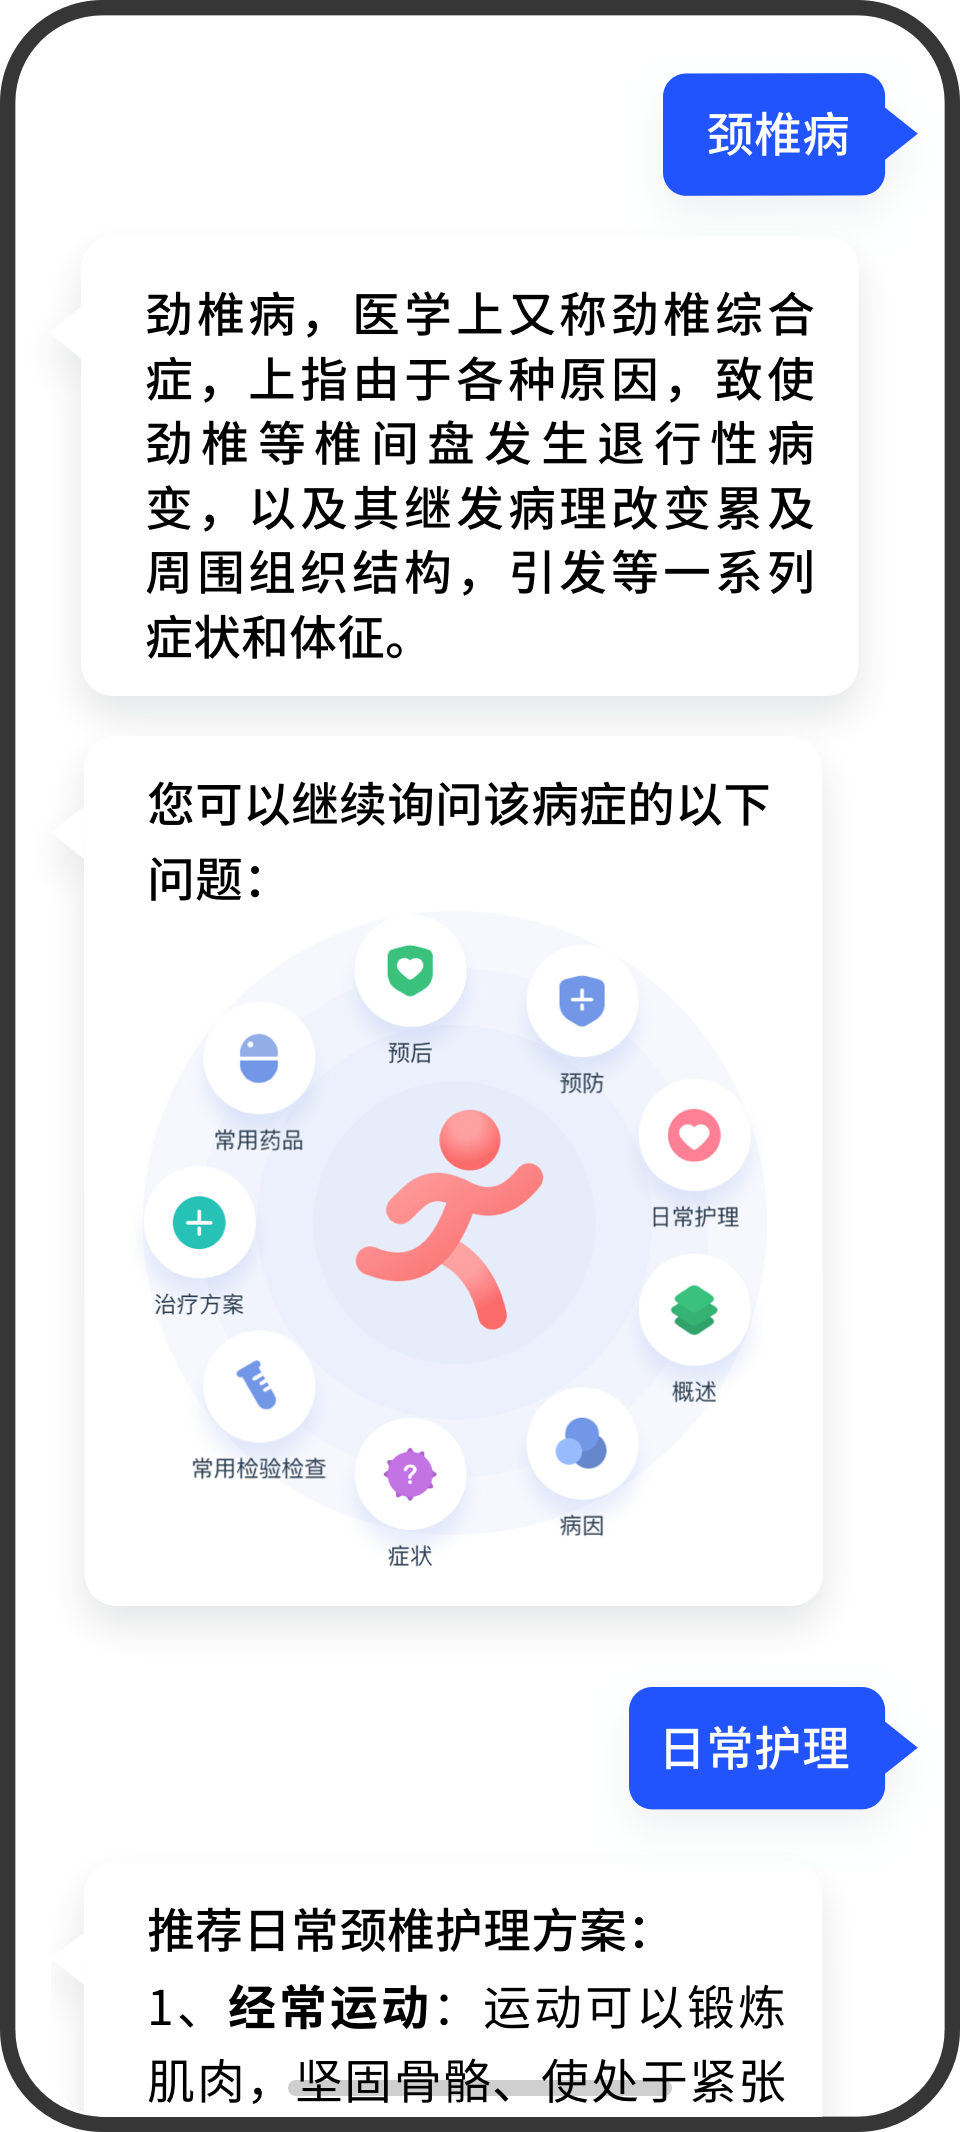 颈椎病
劲椎病，医学上又称劲椎综合
症，上指由于各种原因，致使
劲椎等椎间盘发生退行性病
变，以及其继发病理改变累及
周围组织结构，引发等一系列
症状和体征。
您可以继续询问该病症的以下
问题：
预后
预防
常用药品
日常护理
治疗方案
概述
常用检验检查
病因
症状
日常护理
推荐日常颈椎护理方案：
1、经常运动：运动可以锻炼
肌肉，坚固骨骼、使处于紧张